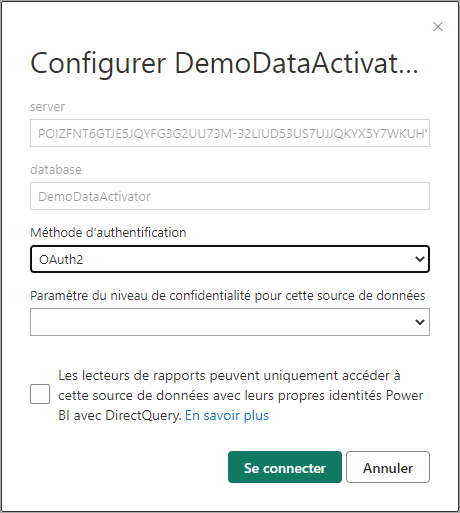 Configurer DemoDataActivat...
server
POIZFNT6GTJE5JQYFG3G2UU73M-32LIUD53US7UJJQKYX5Y7WKUHY
database
DemoDataActivator
Méthode d'authentification
OAuth2
Paramètre du niveau de confidentialité pour cette source de données
Les lecteurs de rapports peuvent uniquement accéder à
cette source de données avec leurs propres identités Power
BI avec DirectQuery. En savoir plus
Se connecter Annuler